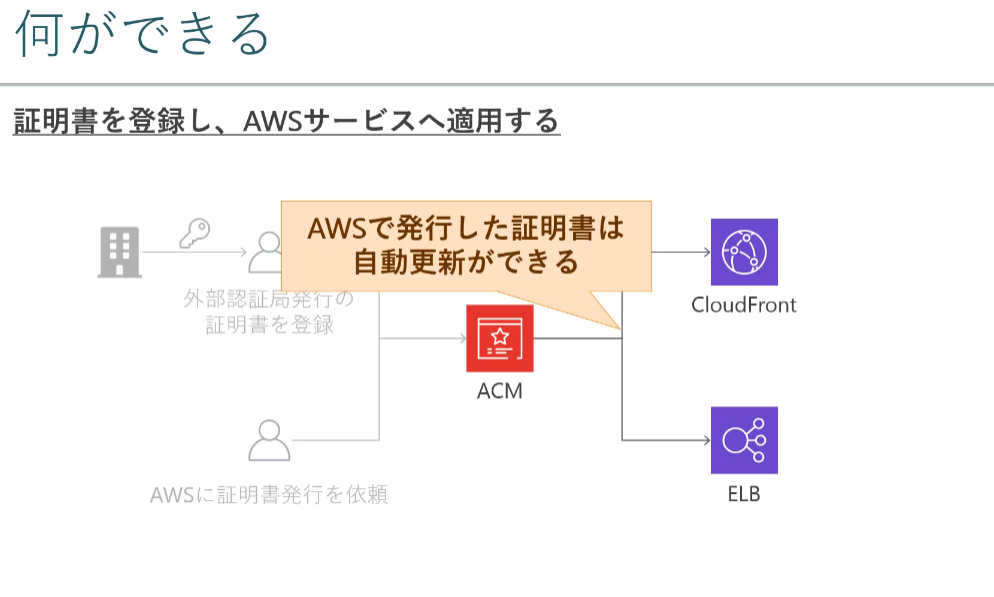 何ができる
証明書を登録し、AWSサービスへ適用する
AWSで発行した証明書は
自動更新ができる
外部認証局発行の
証明書を登録
CloudFront
ACM
AWSに証明書発行を依頼
ELB